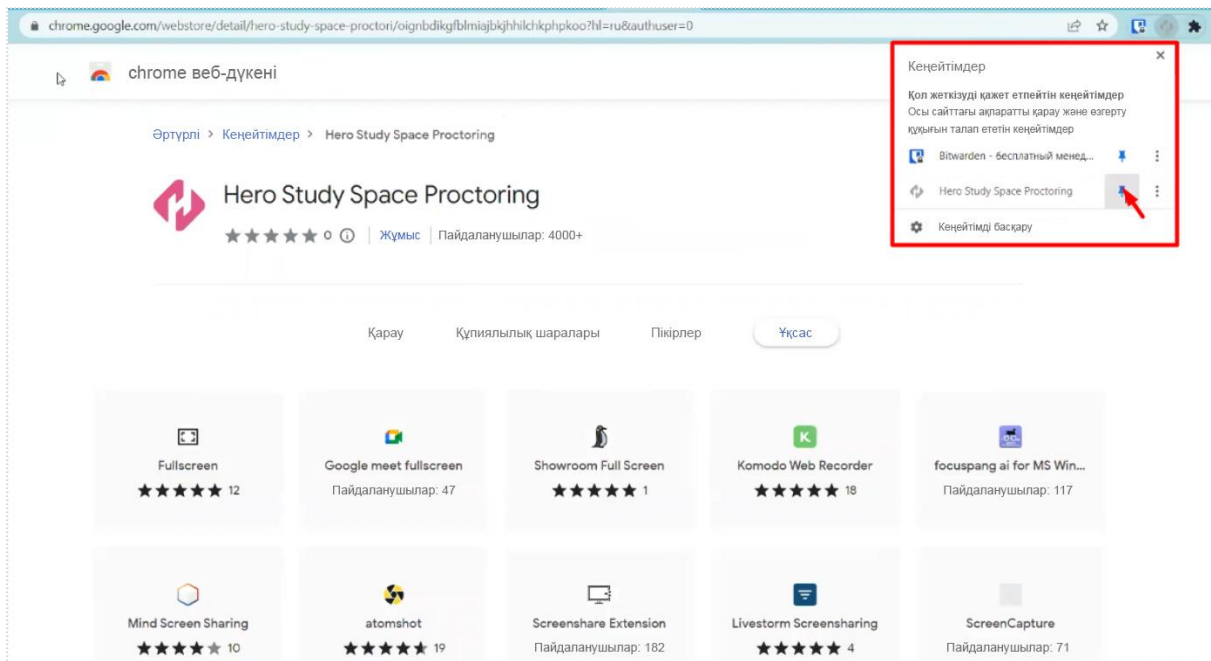 chrome.google.com/webstore/detail/hero-study-space-proctori/oignbdikgfblmiajbkjhhilchkphpkoo?hl=ru&authuser=0
chrome веб-дүкені
Кеңейтімдер
Қол жеткізуді қажет етпейтін кеңейтімдер
Осы сайттағы ақпаратты қарау және өзгерту
құқығын талап ететін кеңейтімдер
Bitwarden - бесплатный менед...
Hero Study Space Proctoring
Кеңейтімді басқару
Әртүрлі > Кеңейтімдер > Hero Study Space Proctoring
Hero Study Space Proctoring
0 Жұмыс Пайдаланушылар: 4000+
Қарау Құпиялылық шаралары Пікірлер Ұқсас
Fullscreen Google meet fullscreen Showroom Full Screen Komodo Web Recorder focuspang ai for MS Win...
12 Пайдаланушылар: 47 1 18 Пайдаланушылар: 117
Mind Screen Sharing atomshot Screenshare Extension Livestorm Screensharing ScreenCapture
10 19 Пайдаланушылар: 182 4 Пайдаланушылар: 71